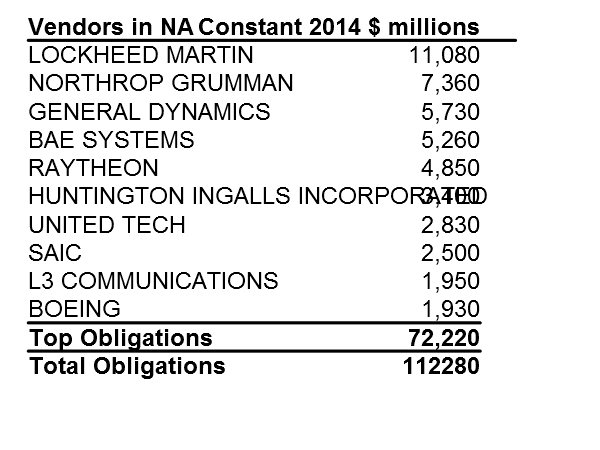 Vendors in NA Constant 2014 $ millions
LOCKHEED MARTIN 11,080
NORTHROP GRUMMAN 7,360
GENERAL DYNAMICS 5,730
BAE SYSTEMS 5,260
RAYTHEON 4,850
HUNTINGTON INGALLS INCORPORATED
UNITED TECH 2,830
SAIC 2,500
L3 COMMUNICATIONS 1,950
BOEING 1,930
Top Obligations 72,220
Total Obligations 112280